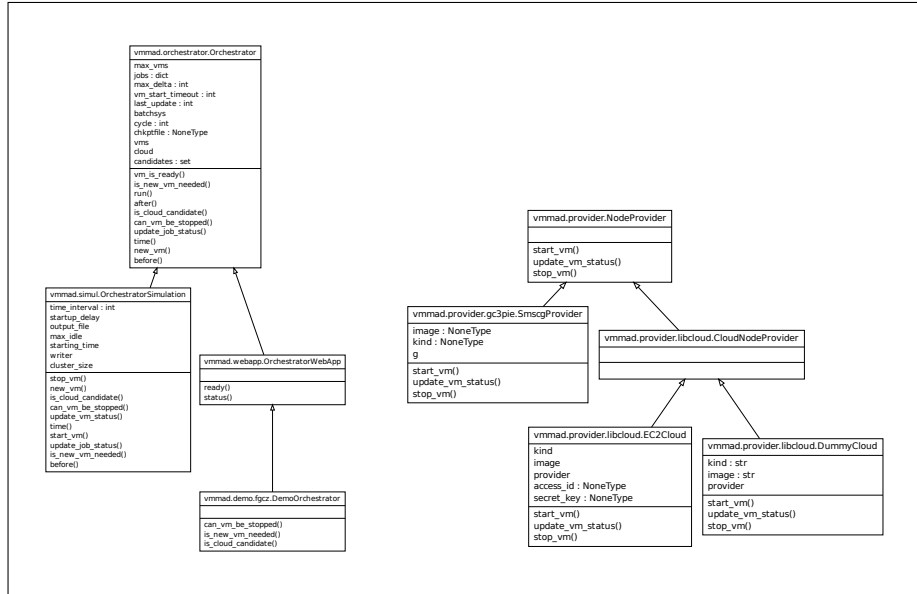 vmmad.orchestrator.Orchestrator
max_vms
jobs : dict
max_delta : int
vm_start_timeout : int
last_update : int
batchsys
cycle : int
chkptfile : NoneType
vms
cloud
candidates : set
vm_is_ready()
is_new_vm_needed()
run()
after()
is_cloud_candidate()
can_vm_be_stopped()
update_job_status()
time()
new_vm()
before()
vmmad.simul.OrchestratorSimulation
time_interval : int
startup_delay
output_file
max_idle
starting_time
writer
cluster_size
stop_vm()
new_vm()
is_cloud_candidate()
can_vm_be_stopped()
update_vm_status()
time()
start_vm()
update_job_status()
is_new_vm_needed()
before()
vmmad.webapp.OrchestratorWebApp
ready()
status()
vmmad.demo.fgcz.DemoOrchestrator
can_vm_be_stopped()
is_new_vm_needed()
is_cloud_candidate()
vmmad.provider.NodeProvider
start_vm()
update_vm_status()
stop_vm()
vmmad.provider.gc3pie.SmscgProvider
image : NoneType
kind : NoneType
g
start_vm()
update_vm_status()
stop_vm()
vmmad.provider.libcloud.CloudNodeProvider
vmmad.provider.libcloud.EC2Cloud
kind
image
provider
access_id : NoneType
secret_key : NoneType
start_vm()
update_vm_status()
stop_vm()
vmmad.provider.libcloud.DummyCloud
kind : str
image : str
provider
start_vm()
update_vm_status()
stop_vm()